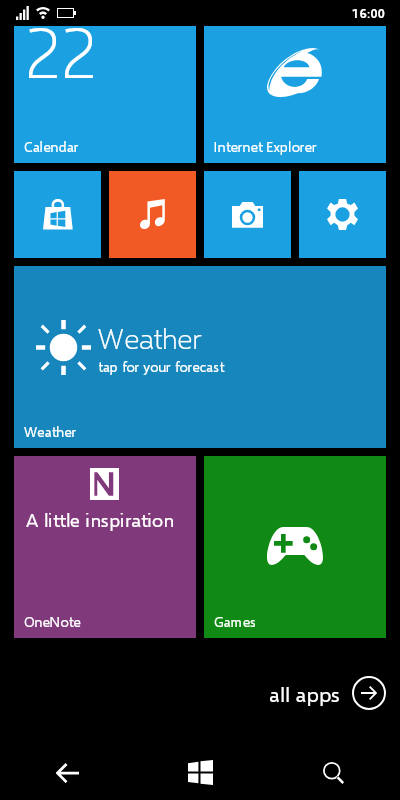 16:00
22
Calendar
Internet Explorer
Weather
tap for your forecast
Weather
N
A little inspiration
OneNote
Games
all apps